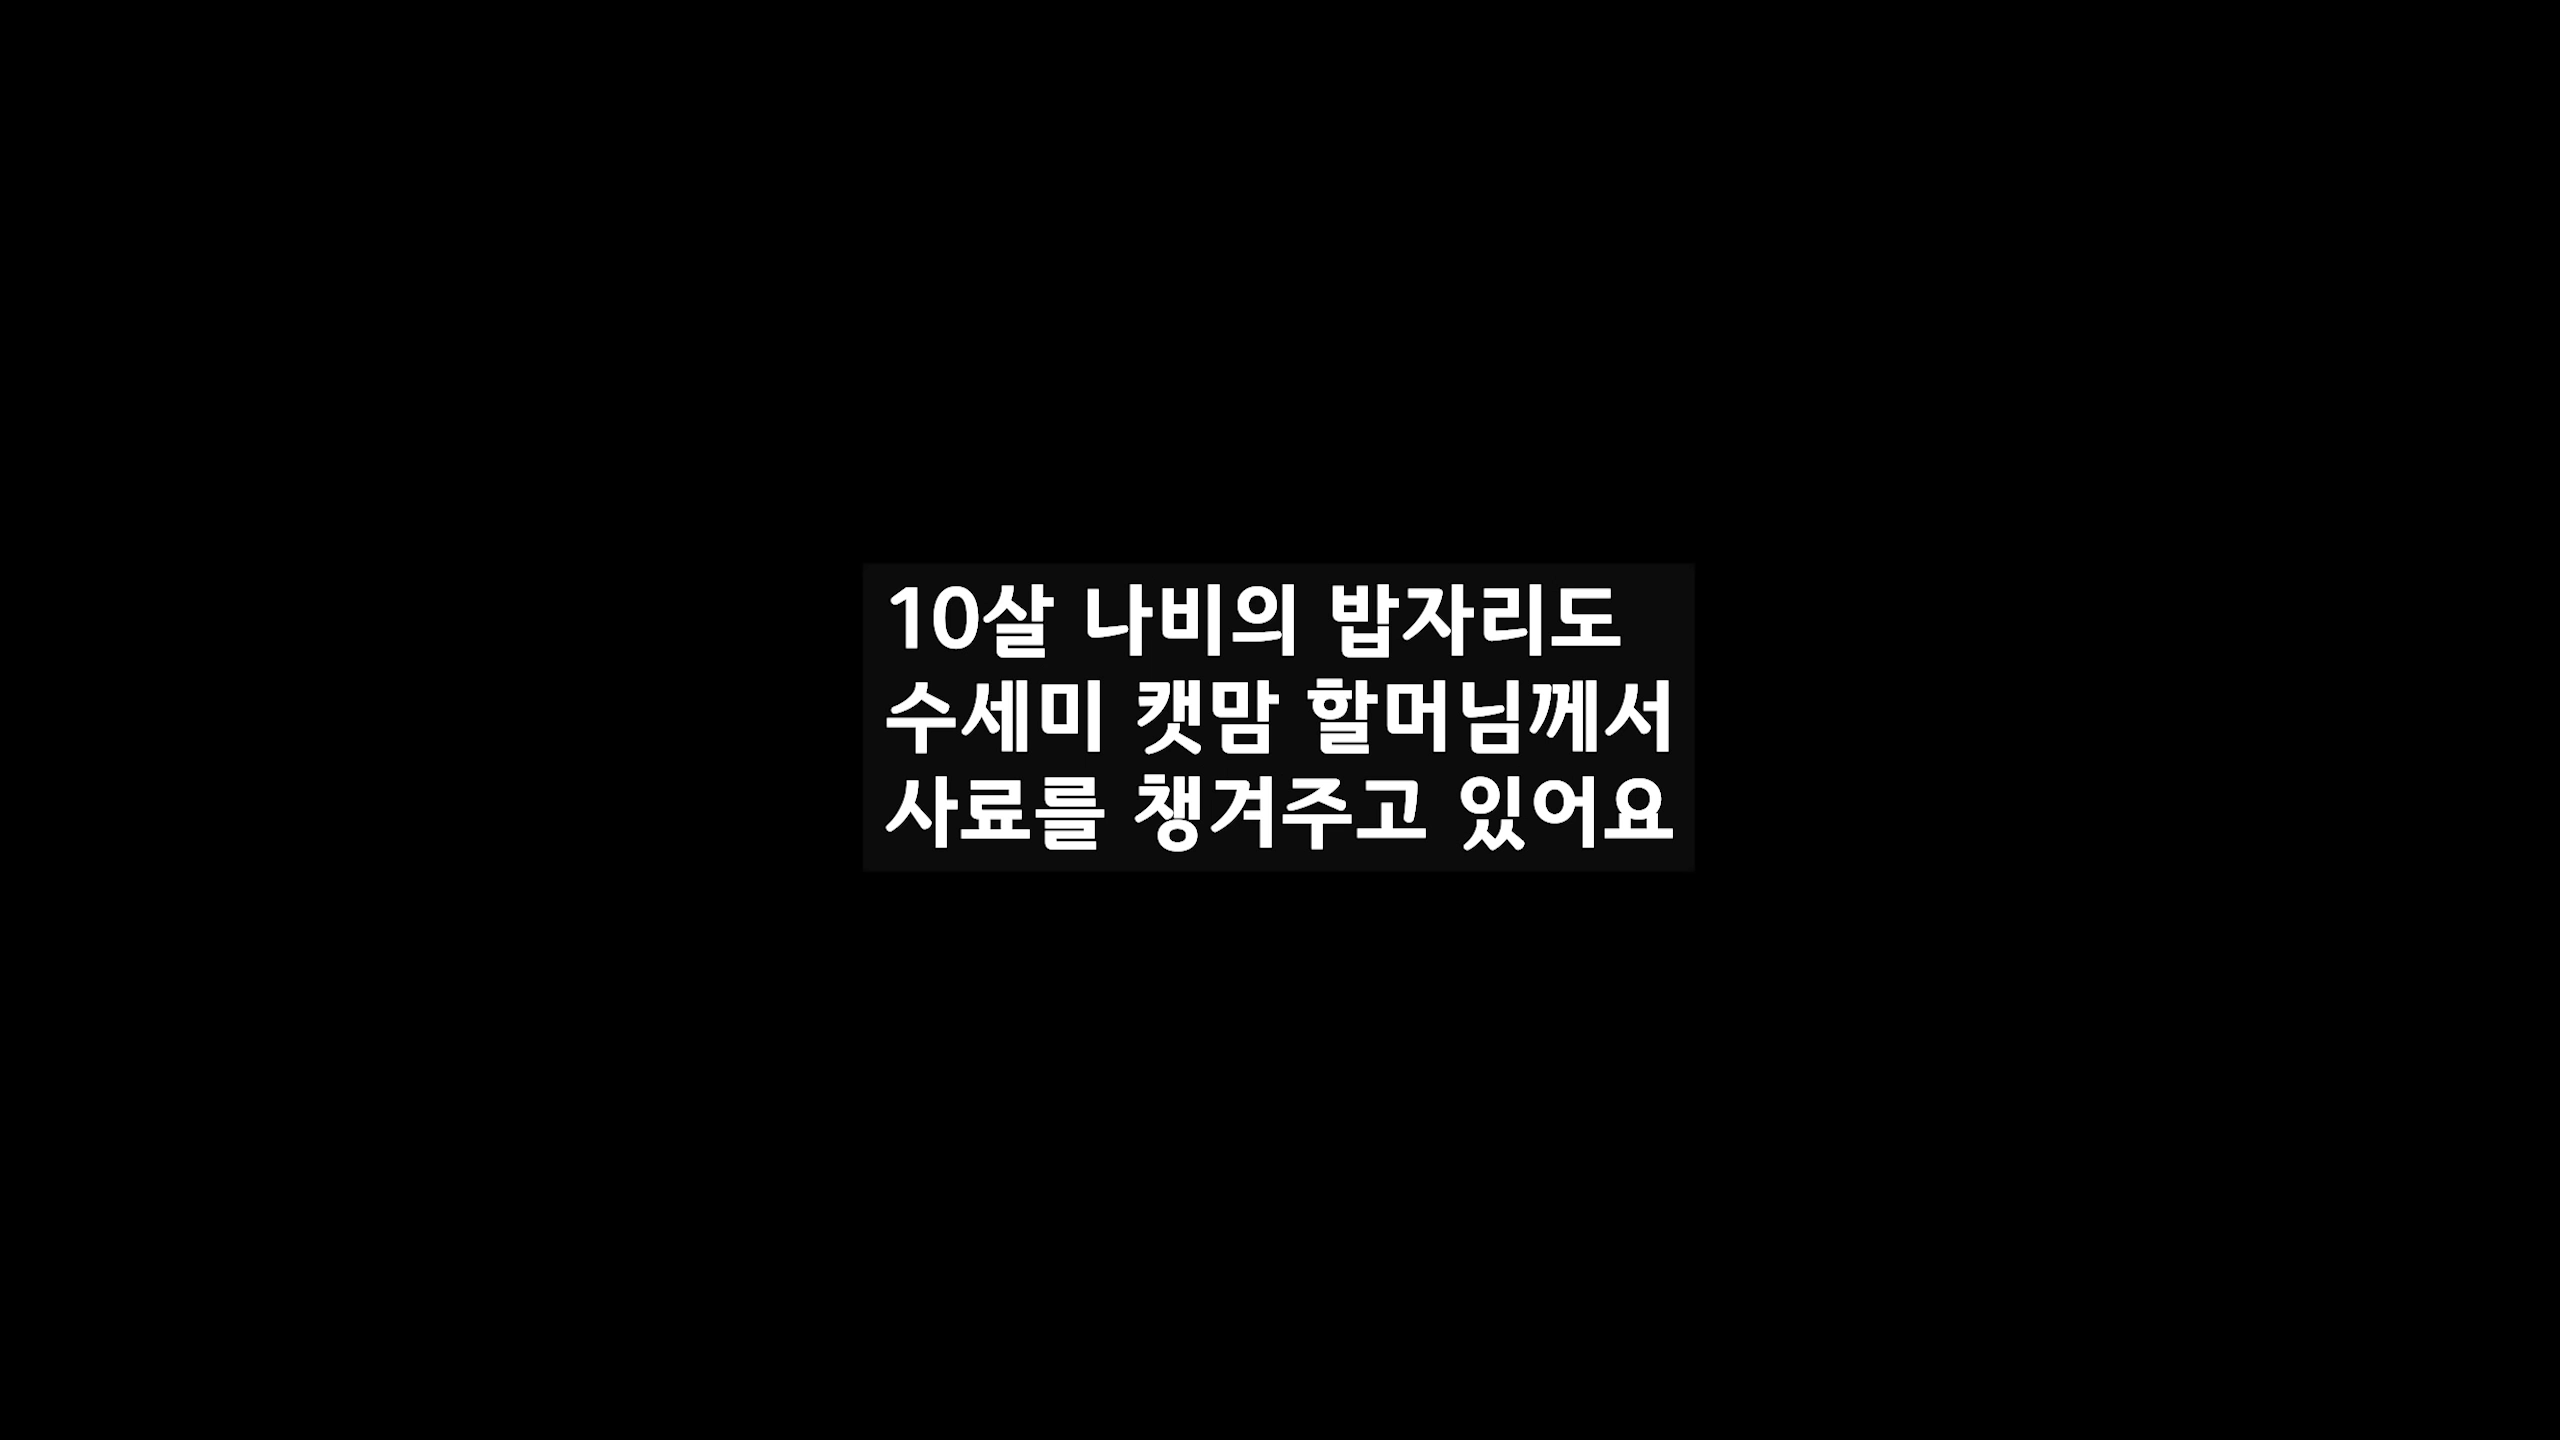 10살 나비의 밥자리도
수세미 캣맘 할머님께서
사료를 챙겨주고 있어요